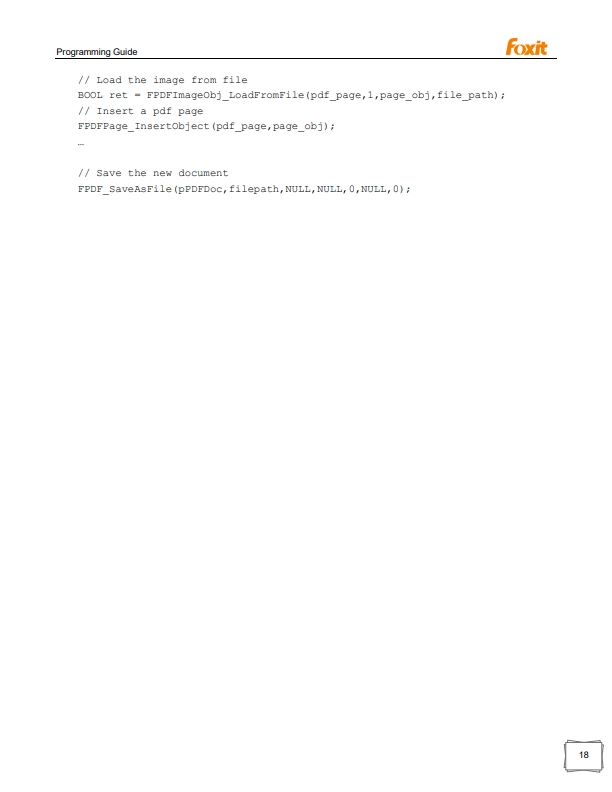 Programming Guide
foxit
// Load the image from file
BOOL ret = FPDFImageObj_LoadFromFile(pdf_page,1,page_obj,file_path);
// Insert a pdf page
FPDFPage_InsertObject(pdf_page,page_obj);
…
// Save the new document
FPDF_SaveAsFile(pPDFDoc,filepath,NULL,NULL,0,NULL,0);
18